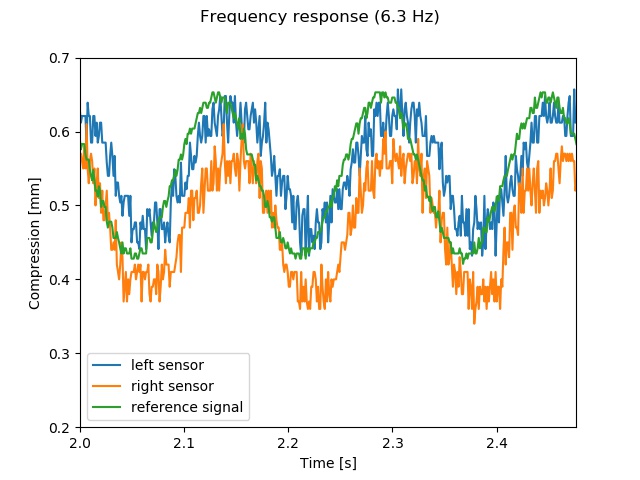 Frequency response (6.3 Hz)
0.7
0.6
0.5
0.4
0.3
0.2
Compression [mm]
left sensor
right sensor
reference signal
2.0 2.1 2.2 2.3 2.4
Time [s]